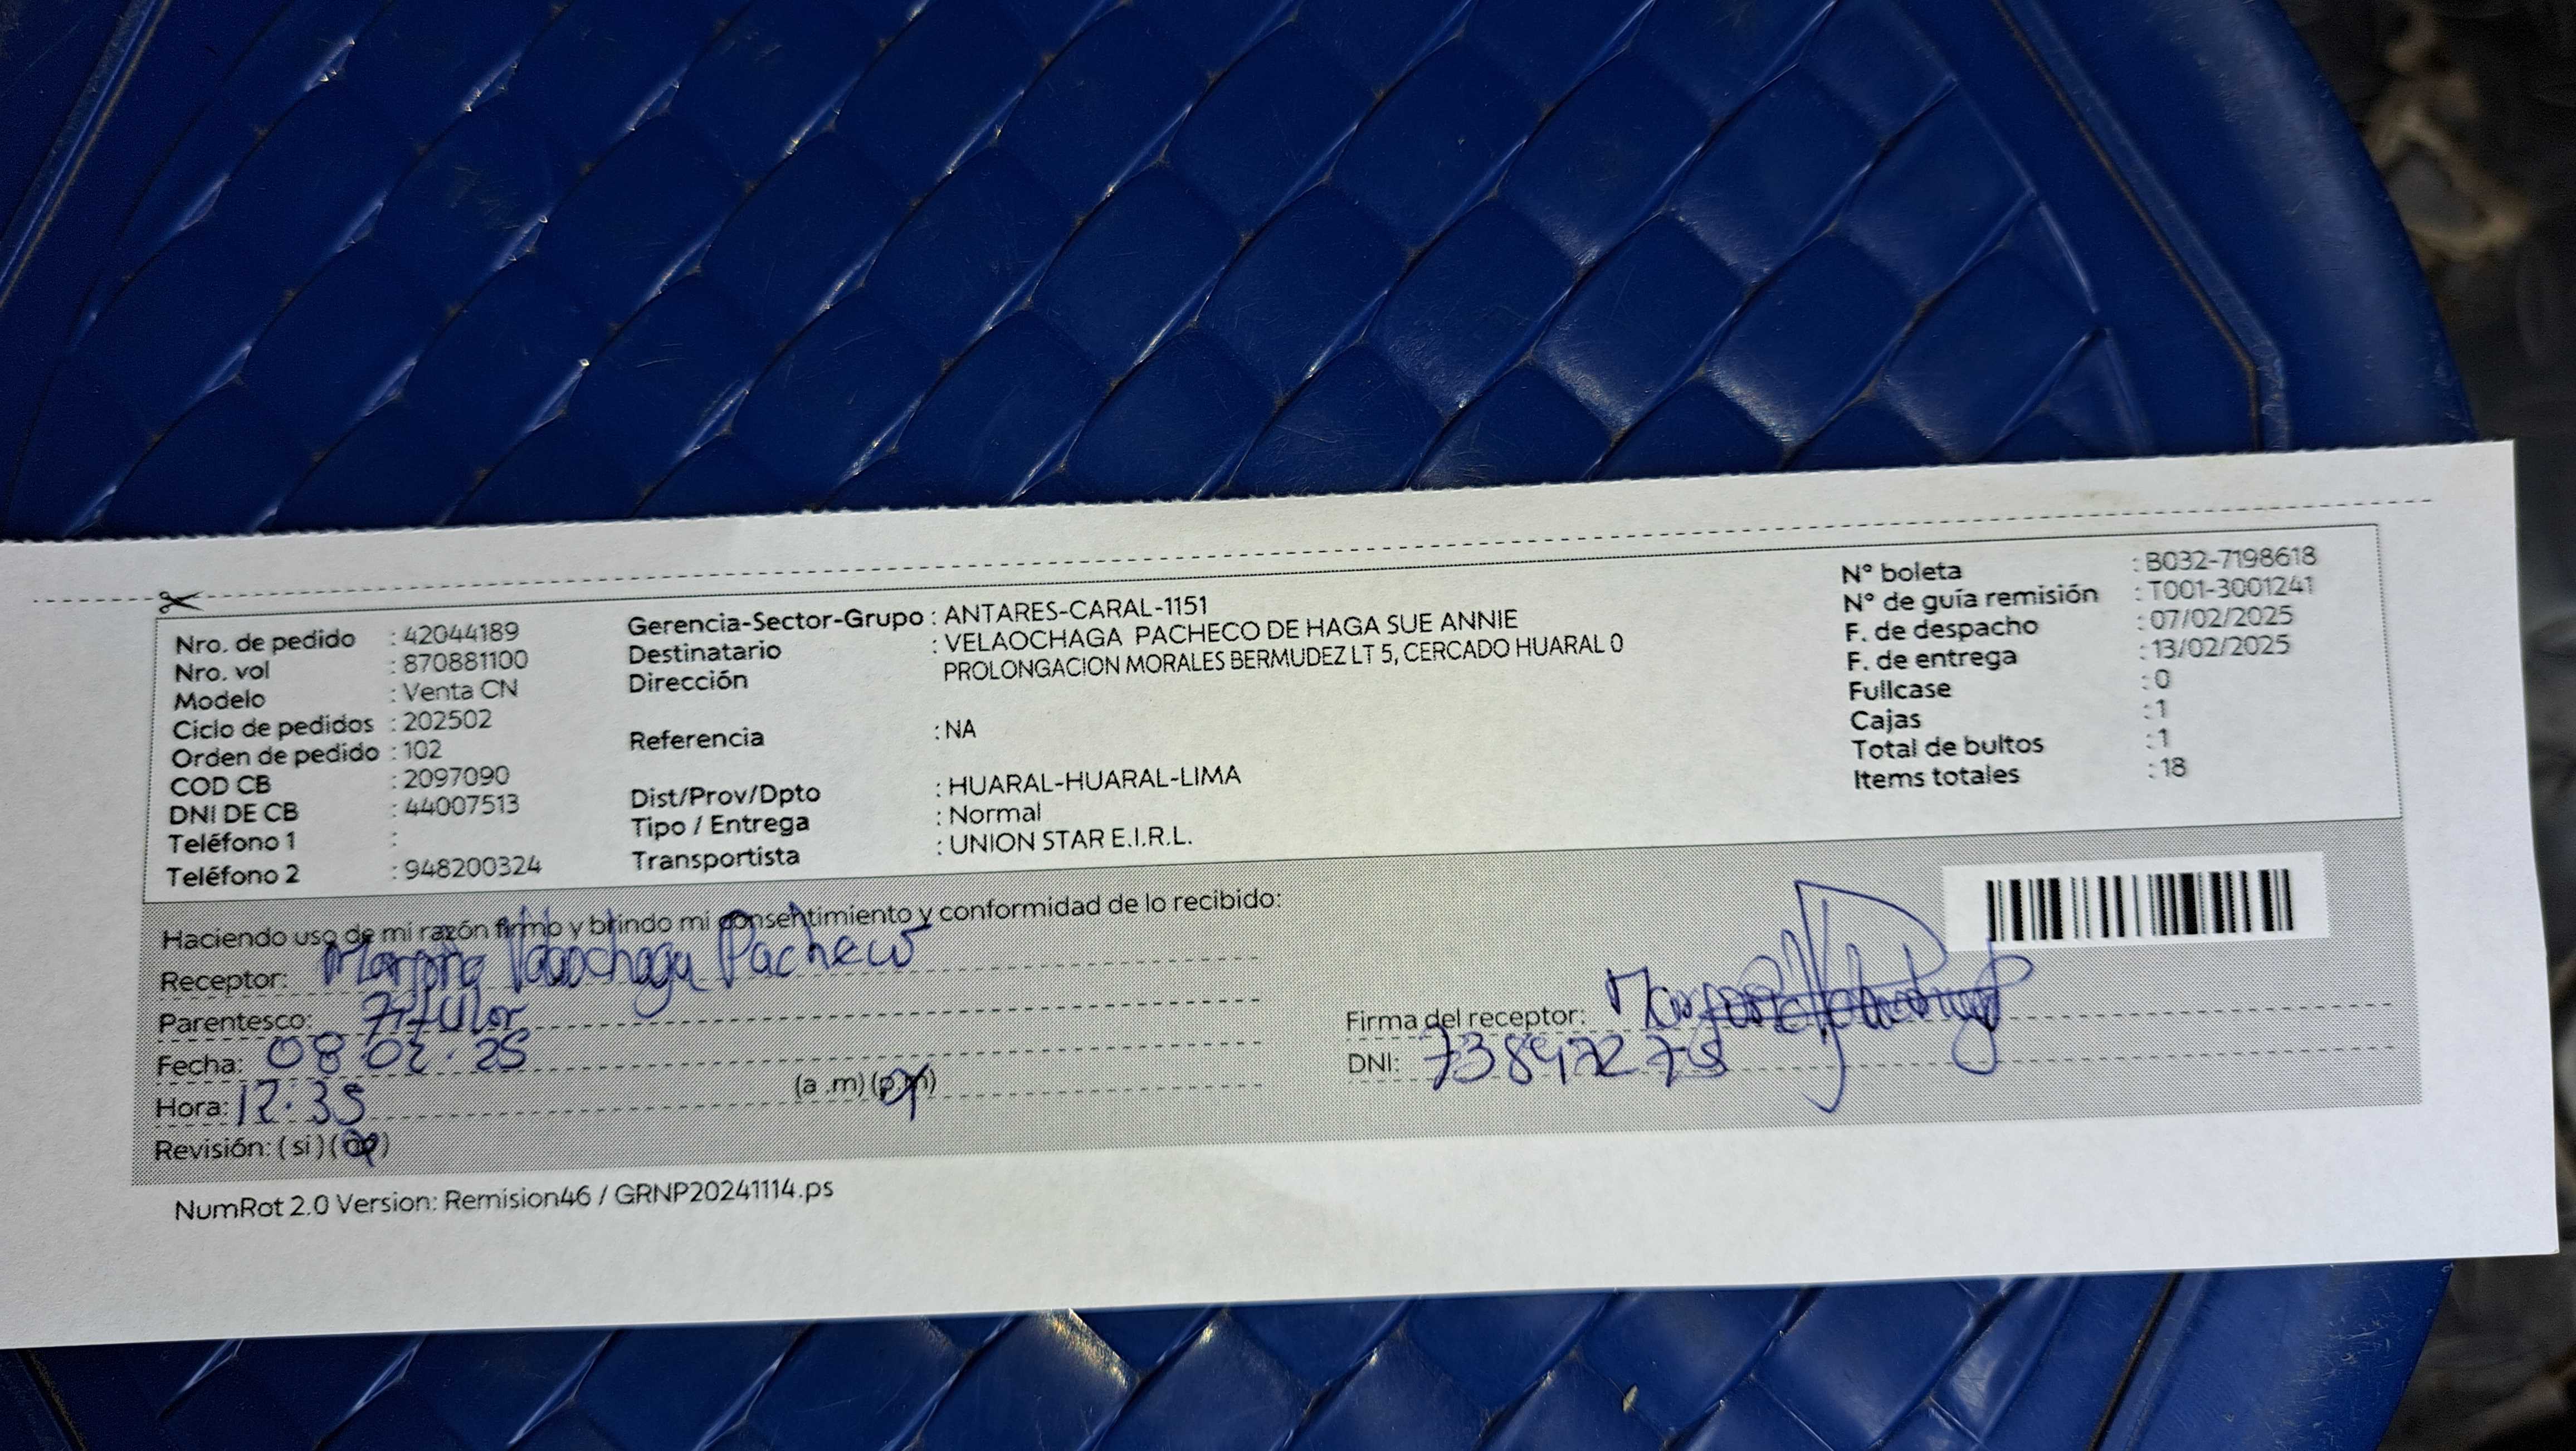 Nro. de pedido : 42044189
Nro. vol : 870881100
Modelo : Venta CN
Ciclo de pedidos : 202502
Orden de pedido : 102
COD CB : 2097090
DNI DE CB : 44007513
Teléfono 1 :
Teléfono 2 : 948200324
Gerencia-Sector-Grupo : ANTARES-CARAL-1151
Destinatario : VELAOCHAGA PACHECO DE HAGA SUE ANNIE
Dirección PROLONGACION MORALES BERMUDEZ LT 5, CERCADO HUARAL 0
Referencia : NA
Dist/Prov/Dpto : HUARAL-HUARAL-LIMA
Tipo / Entrega : Normal
Transportista : UNION STAR E.I.R.L.
N° boleta : B032-7198618
N° de guía remisión : T001-3001241
F. de despacho : 07/02/2025
F. de entrega : 13/02/2025
Fullcase : 0
Cajas : 1
Total de bultos : 1
Items totales : 18
Haciendo uso de mi razón firmo y brindo mi consentimiento y conformidad de lo recibido:
Receptor: Velaochaga Pacheco
Parentesco: Titular
Fecha: 08.02.25
Hora: 12.35 (a.m) (p.m)
Revisión: (si) (no)
Firma del receptor:
DNI:
NumRot 2.0 Version: Remision46 / GRNP20241114.ps